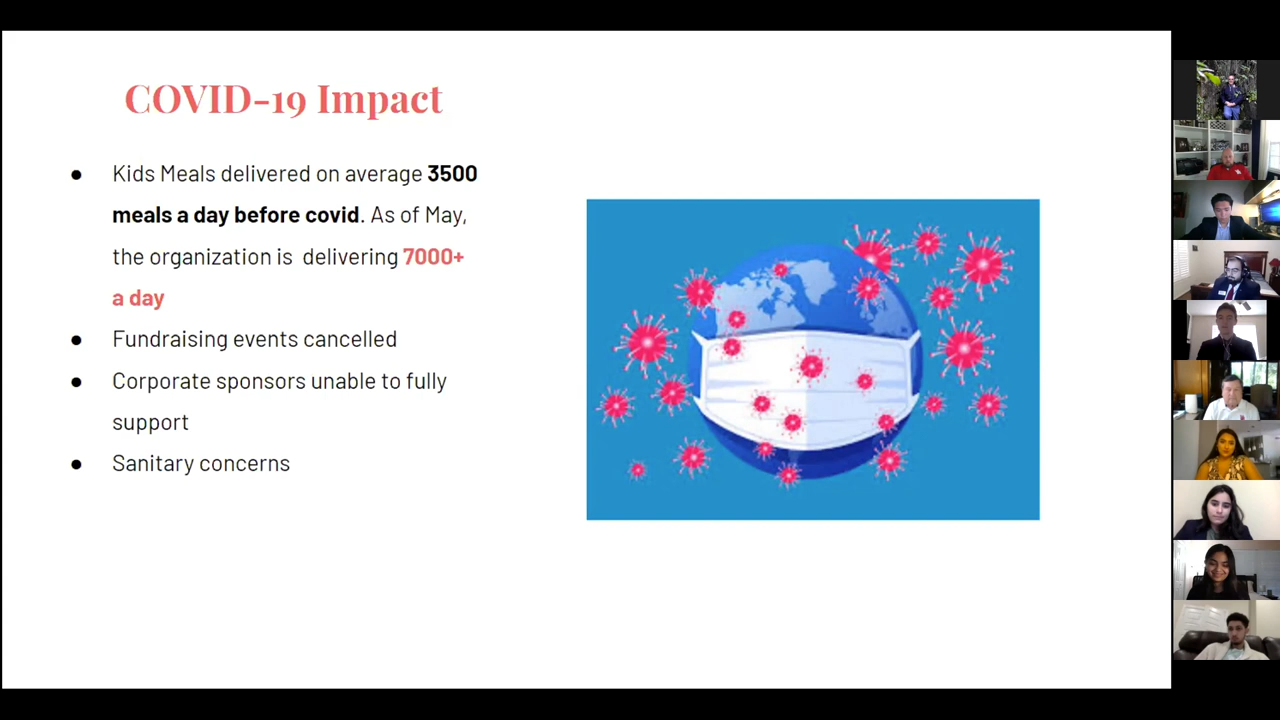 COVID-19 Impact
● Kids Meals delivered on average 3500
meals a day before covid. As of May,
the organization is delivering 7000+
a day
● Fundraising events cancelled
● Corporate sponsors unable to fully
support
● Sanitary concerns